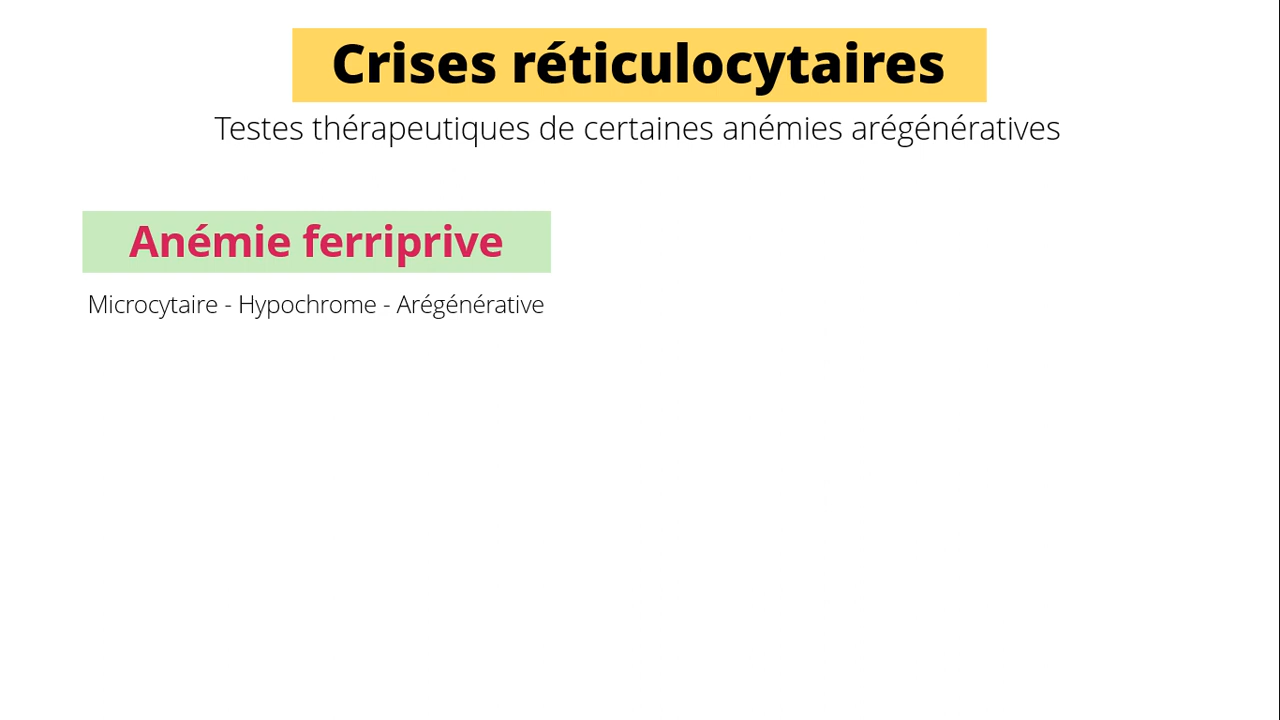 Crises réticulocytaires
Testes thérapeutiques de certaines anémies arégénératives
Anémie ferriprive
Microcytaire - Hypochrome - Arégénérative